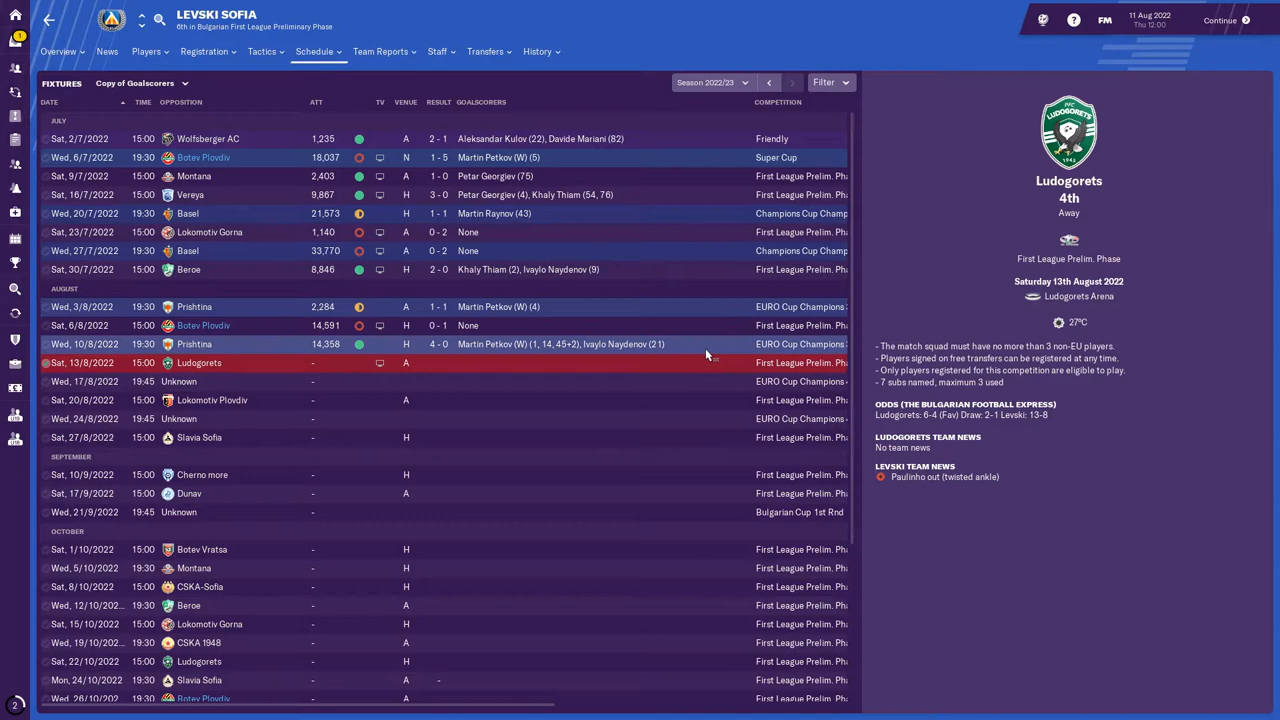 LEVSKI SOFIA
6th in Bulgarian First League Preliminary Phase
11 Aug 2022
Thu 12:00
? FM Continue
1
Overview News Players Registration Tactics Schedule Team Reports Staff Transfers History
FIXTURES Copy of Goalscorers Season 2022/23 Filter
DATE TIME OPPOSITION ATT TV VENUE RESULT GOALSCORERS COMPETITION
JULY
Sat, 2/7/2022 15:00 Wolfsberger AC 1,235 A 2 - 1 Aleksandar Kulov (22), Davide Mariani (82) Friendly
Wed, 6/7/2022 19:30 Botev Plovdiv 18,037 N 1 - 5 Martin Petkov (W) (5) Super Cup
Sat, 9/7/2022 15:00 Montana 2,403 A 1 - 0 Petar Georgiev (75) First League Prelim. Pha
Sat, 16/7/2022 15:00 Vereya 9,867 H 3 - 0 Petar Georgiev (4), Khaly Thiam (54, 76) First League Prelim. Pha
Wed, 20/7/2022 19:30 Basel 21,573 H 1 - 1 Martin Raynov (43) Champions Cup Champ
Sat, 23/7/2022 15:00 Lokomotiv Gorna 1,140 A 0 - 2 None First League Prelim. Pha
Wed, 27/7/2022 19:30 Basel 33,770 A 0 - 2 None Champions Cup Champ
Sat, 30/7/2022 15:00 Beroe 8,846 H 2 - 0 Khaly Thiam (2), Ivaylo Naydenov (9) First League Prelim. Pha
AUGUST
Wed, 3/8/2022 19:30 Prishtina 2,284 A 1 - 1 Martin Petkov (W) (4) EURO Cup Champions
Sat, 6/8/2022 15:00 Botev Plovdiv 14,591 H 0 - 1 None First League Prelim. Pha
Wed, 10/8/2022 19:30 Prishtina 14,358 H 4 - 0 Martin Petkov (W) (1, 14, 45+2), Ivaylo Naydenov (21) EURO Cup Champions
Sat, 13/8/2022 15:00 Ludogorets - A First League Prelim. Pha
Wed, 17/8/2022 19:45 Unknown - EURO Cup Champions
Sat, 20/8/2022 15:00 Lokomotiv Plovdiv - A First League Prelim. Pha
Wed, 24/8/2022 19:45 Unknown - EURO Cup Champions
Sat, 27/8/2022 15:00 Slavia Sofia - H First League Prelim. Pha
SEPTEMBER
Sat, 10/9/2022 15:00 Cherno more - H First League Prelim. Pha
Sat, 17/9/2022 15:00 Dunav - A First League Prelim. Pha
Wed, 21/9/2022 19:45 Unknown - Bulgarian Cup 1st Rnd
OCTOBER
Sat, 1/10/2022 15:00 Botev Vratsa - H First League Prelim. Pha
Wed, 5/10/2022 19:30 Montana - H First League Prelim. Pha
Sat, 8/10/2022 15:00 CSKA-Sofia - H First League Prelim. Pha
Wed, 12/10/202... 19:30 Beroe - A First League Prelim. Pha
Sat, 15/10/2022 15:00 Lokomotiv Gorna - H First League Prelim. Pha
Wed, 19/10/202... 19:30 CSKA 1948 - A First League Prelim. Pha
Sat, 22/10/2022 15:00 Ludogorets - H First League Prelim. Pha
Mon, 24/10/2022 19:30 Slavia Sofia - A - First League Prelim. Pha
Wed, 26/10/202... 19:30 Botev Plovdiv - A First League Prelim. Pha
2
PFC
LUDOGORETS
1945
Ludogorets
4th
Away
First League Prelim. Phase
Saturday 13th August 2022
Ludogorets Arena
27ºC
- The match squad must have no more than 3 non-EU players.
- Players signed on free transfers can be registered at any time.
- Only players registered for this competition are eligible to play.
- 7 subs named, maximum 3 used
ODDS (THE BULGARIAN FOOTBALL EXPRESS)
Ludogorets: 6-4 (Fav) Draw: 2-1 Levski: 13-8
LUDOGORETS TEAM NEWS
No team news
LEVSKI TEAM NEWS
Paulinho out (twisted ankle)